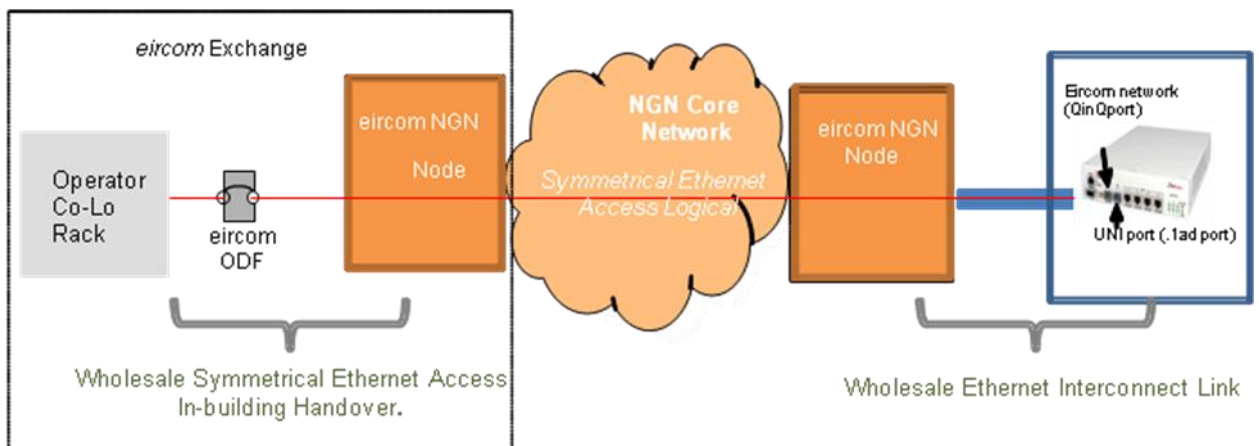 eircom Exchange
Operator
Co-Lo
Rack
eircom
ODF
eircom NGN
Node
Wholesale Symmetrical Ethernet Access
In-building Handover.
NGN Core
Network
Symmetrical Ethernet
Access Logical
eircom NGN
Node
Eircom network
(QinQport)
UNI port (.1ad port)
Wholesale Ethernet Interconnect Link